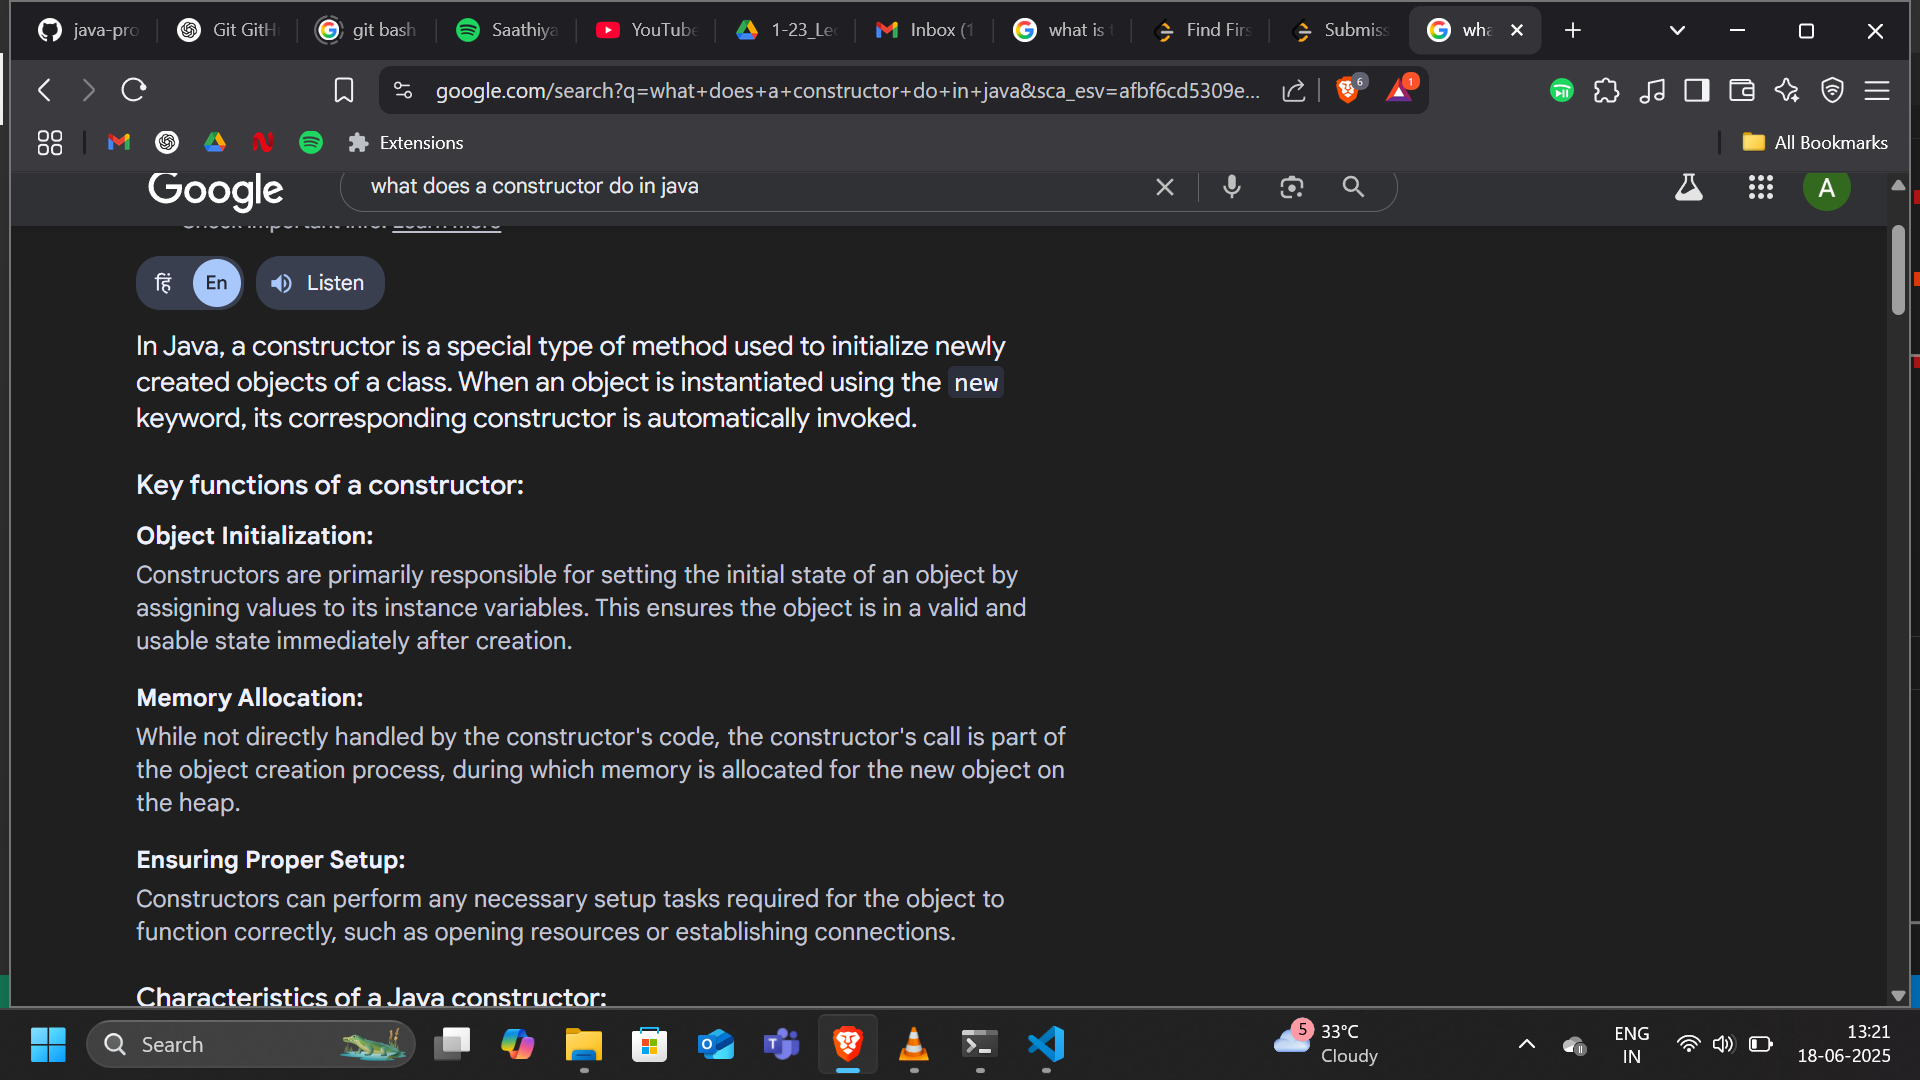 java-pro
Git GitH
git bash
Saathiya
YouTube
1-23_Lec
Inbox (1
what is t
Find Firs
Submiss
wha
google.com/search?q=what+does+a+constructor+do+in+java&sca_esv=afbf6cd5309e...
6
1
Extensions
All Bookmarks
Google
what does a constructor do in java
A
Check important info. Learn more
हिं
En
Listen
In Java, a constructor is a special type of method used to initialize newly
created objects of a class. When an object is instantiated using the new
keyword, its corresponding constructor is automatically invoked.
Key functions of a constructor:
Object Initialization:
Constructors are primarily responsible for setting the initial state of an object by
assigning values to its instance variables. This ensures the object is in a valid and
usable state immediately after creation.
Memory Allocation:
While not directly handled by the constructor's code, the constructor's call is part of
the object creation process, during which memory is allocated for the new object on
the heap.
Ensuring Proper Setup:
Constructors can perform any necessary setup tasks required for the object to
function correctly, such as opening resources or establishing connections.
Characteristics of a Java constructor:
Search
5
33°C
Cloudy
ENG
IN
13:21
18-06-2025